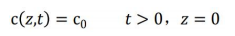 c(z,t) = c₀  t > 0，z = 0